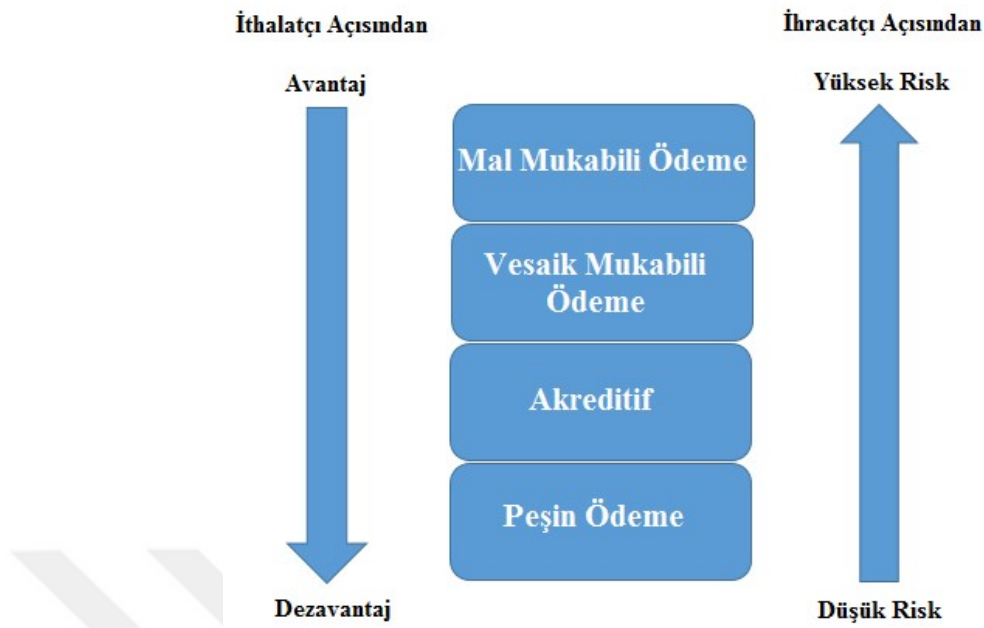 İthalatçı Açısından
İhracatçı Açısından
Avantaj
Yüksek Risk
Mal Mukabili Ödeme
Vesaik Mukabili
Ödeme
Akreditif
Peşin Ödeme
Dezavantaj
Düşük Risk